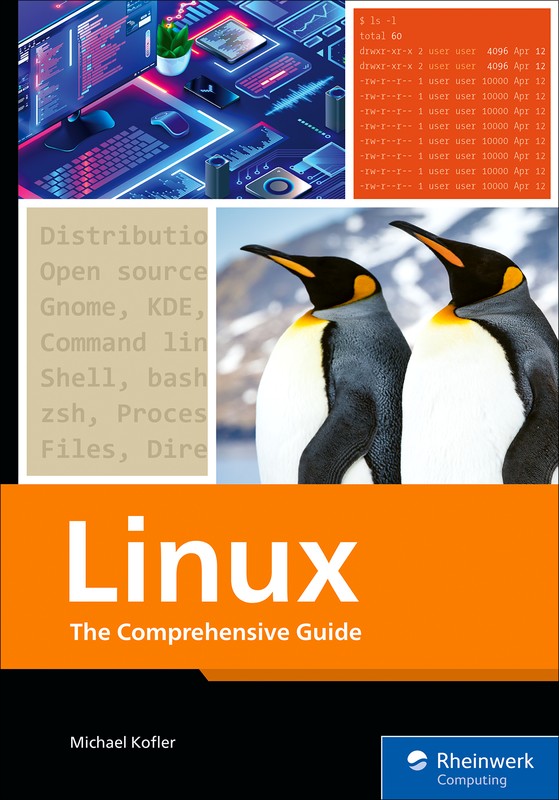 $ ls -l
total 60
drwxr-xr-x 2 user user  4096 Apr 12
drwxr-xr-x 2 user user  4096 Apr 12
-rw-r--r-- 1 user user 10000 Apr 12
-rw-r--r-- 1 user user 10000 Apr 12
-rw-r--r-- 1 user user 10000 Apr 12
-rw-r--r-- 1 user user 10000 Apr 12
-rw-r--r-- 1 user user 10000 Apr 12
-rw-r--r-- 1 user user 10000 Apr 12
-rw-r--r-- 1 user user 10000 Apr 12
-rw-r--r-- 1 user user 10000 Apr 12
Distributio
Open source
Gnome, KDE,
Command lin
Shell, bash
zsh, Proces
Files, Dire
Linux
The Comprehensive Guide
Michael Kofler
Rheinwerk
Computing